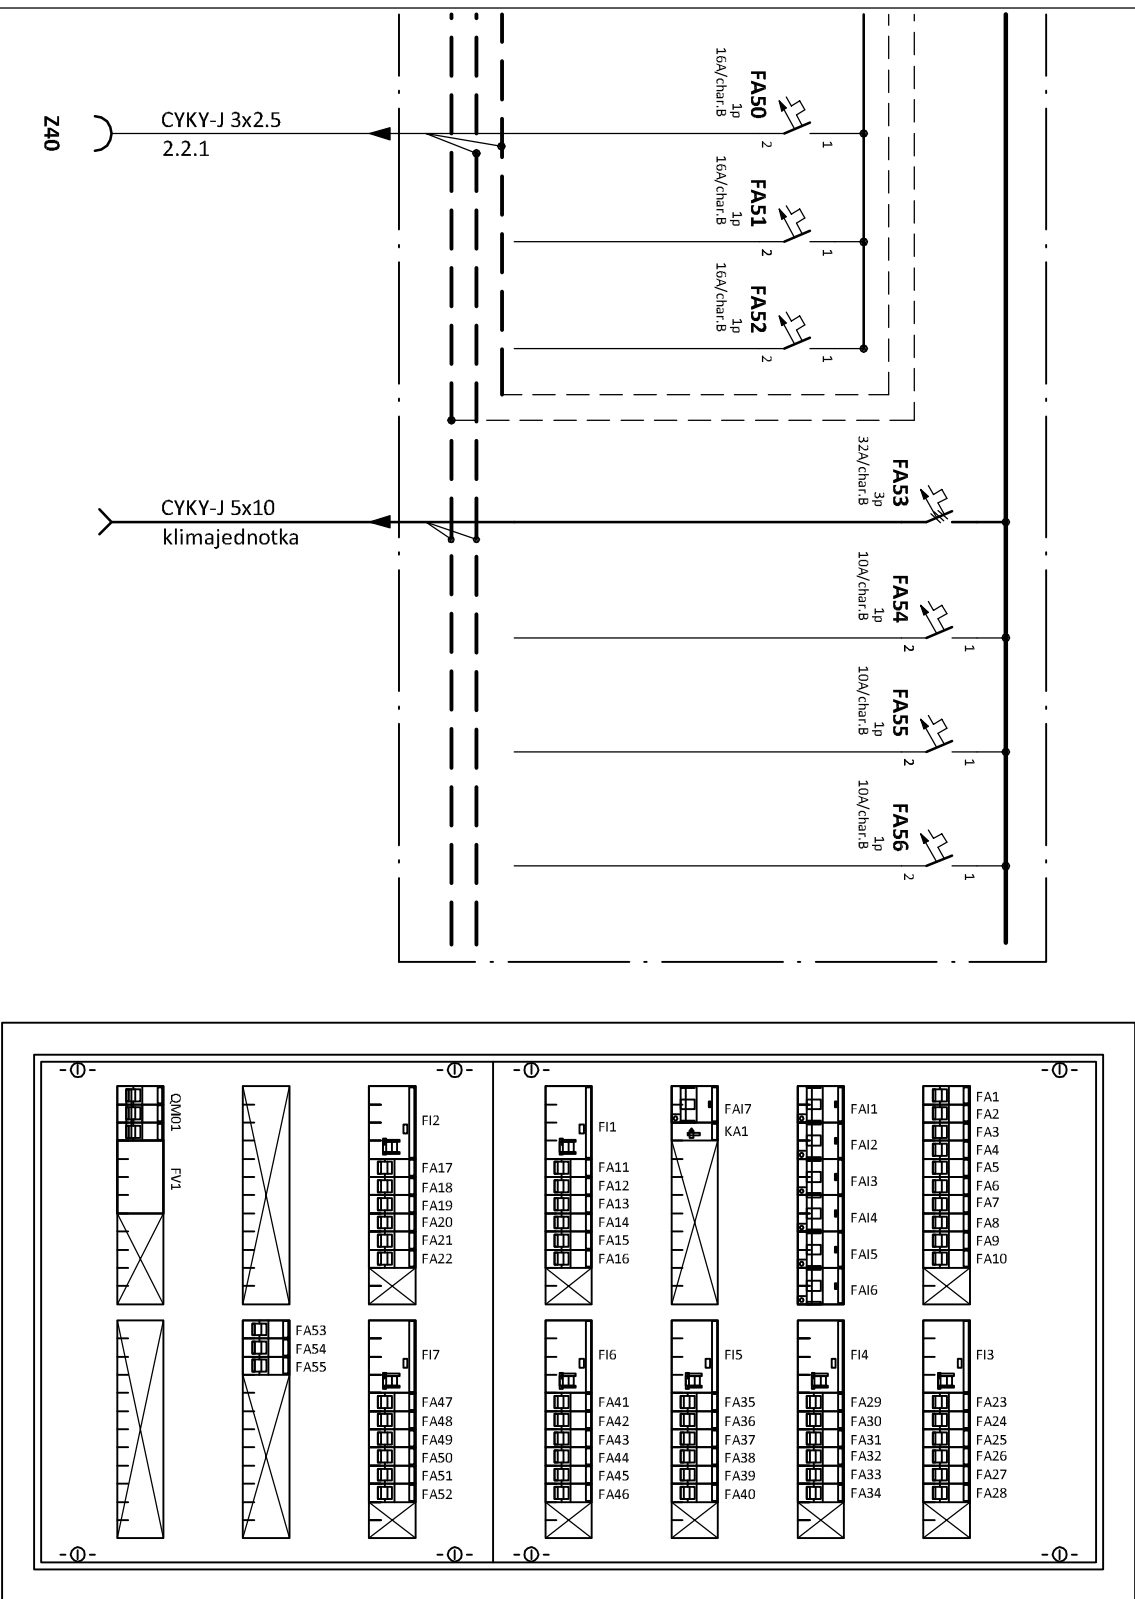 FA50
1p
16A/char.B
1
2
CYKY-J 3x2.5
2.2.1
Z40
FA51
1p
16A/char.B
1
2
FA52
1p
16A/char.B
1
2
FA53
3p
32A/char.B
CYKY-J 5x10
klimajednotka
FA54
1p
10A/char.B
1
2
FA55
1p
10A/char.B
1
2
FA56
1p
10A/char.B
1
2
QM01
FV1
FI2
FA17
FA18
FA19
FA20
FA21
FA22
FI1
FA11
FA12
FA13
FA14
FA15
FA16
FAI7
KA1
FAI1
FAI2
FAI3
FAI4
FAI5
FAI6
FA1
FA2
FA3
FA4
FA5
FA6
FA7
FA8
FA9
FA10
FA53
FA54
FA55
FI7
FA47
FA48
FA49
FA50
FA51
FA52
FI6
FA41
FA42
FA43
FA44
FA45
FA46
FI5
FA35
FA36
FA37
FA38
FA39
FA40
FI4
FA29
FA30
FA31
FA32
FA33
FA34
FI3
FA23
FA24
FA25
FA26
FA27
FA28